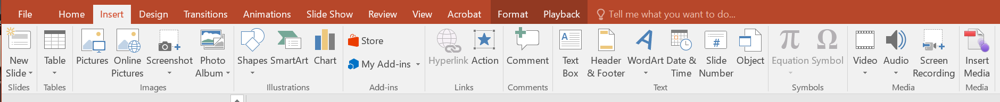 File Home Insert Design Transitions Animations Slide Show Review View Acrobat Format Playback Tell me what you want to do...
New Slide
Table
Pictures
Online Pictures
Screenshot
Photo Album
Shapes
SmartArt
Chart
Store
My Add-ins
Hyperlink
Action
Comment
Text Box
Header & Footer
WordArt
Date & Time
Slide Number
Object
Equation
Symbol
Video
Audio
Screen Recording
Insert Media
Slides Tables Images Illustrations Add-ins Links Comments Text Symbols Media Media